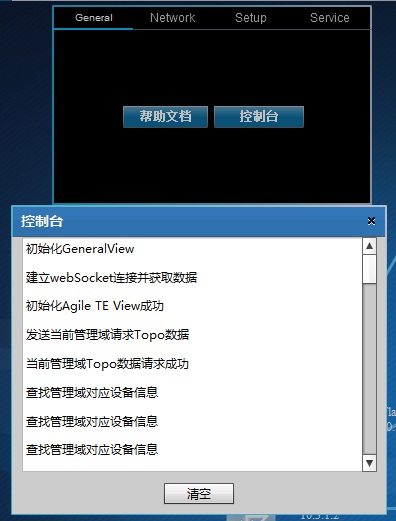 General Network Setup Service
帮助文档 控制台
控制台
初始化GeneralView
建立webSocket连接并获取数据
初始化Agile TE View成功
发送当前管理域请求Topo数据
当前管理域Topo数据请求成功
查找管理域对应设备信息
查找管理域对应设备信息
查找管理域对应设备信息
清空